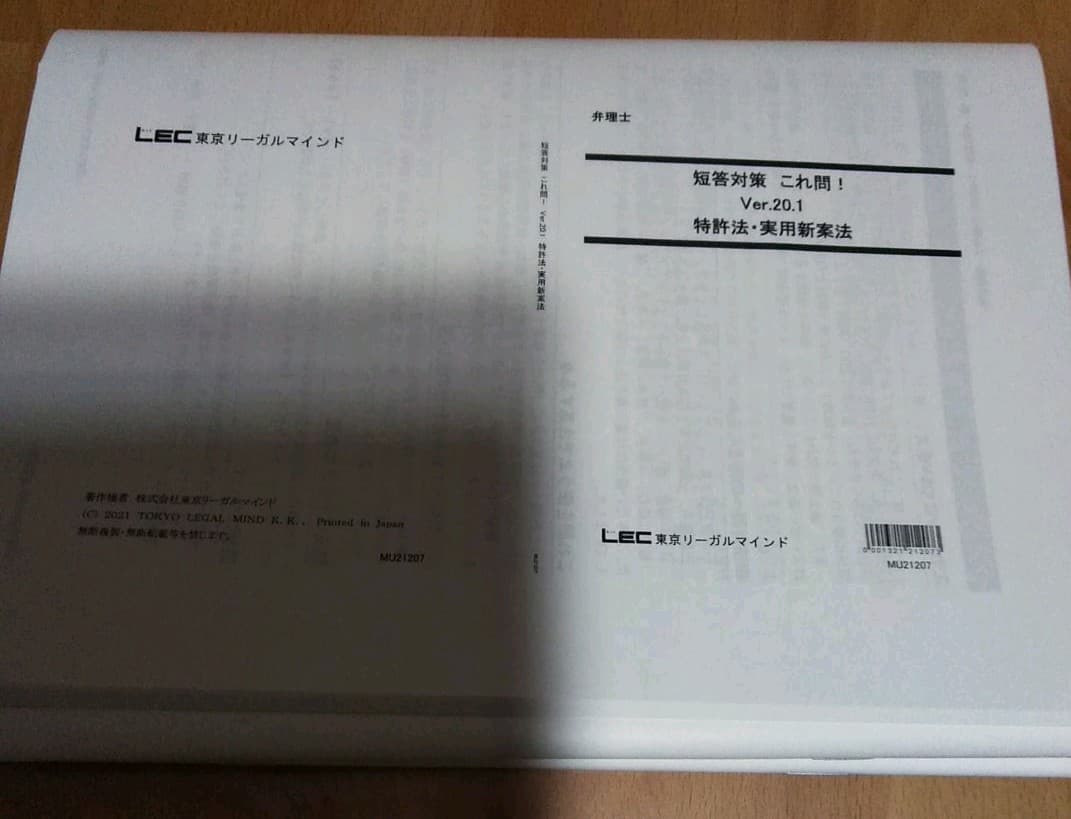 LEC東京リーガルマインド
著作権者 株式会社東京リーガルマインド
(C) 2021 TOKYO LEGAL MIND K.K., Printed in Japan
無断複製・無断転載等を禁じます。
MU21207
短答対策 これ問! Ver.20.1 特許法・実用新案法
弁理士
短答対策 これ問!
Ver.20.1
特許法・実用新案法
LEC東京リーガルマインド
0 001321 212073
MU21207